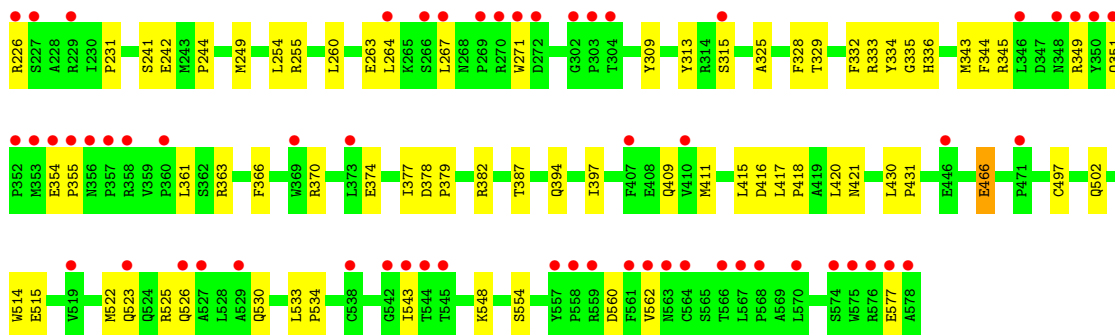 R226 S227 A228 R229 I230 P231 S241 E242 M243 P244 M249 L254 R255 L260 E263 L264 K265 S266 L267 N268 P269 R270 W271 D272 G302 P303 T304 Y309 Y313 R314 S315 A325 F328 T329 F332 R333 Y334 G335 H336 M343 F344 R345 L346 D347 N348 R349 Y350 Q351
P352 M353 E354 P355 N356 P357 R358 V359 P360 L361 S362 R363 F366 W369 R370 L373 E374 I377 D378 P379 R382 T387 Q394 I397 F407 E408 Q409 V410 M411 L415 D416 L417 P418 A419 L420 N421 L430 P431 E446 E466 P471 C497 Q502
W514 E515 V519 M522 Q523 Q524 R525 Q526 A527 L528 A529 Q530 L533 P534 C538 G542 I543 T544 T545 K548 S554 Y557 P558 R559 D560 F561 V562 N563 C564 S565 T566 L567 P568 A569 L570 S574 W575 R576 E577 A578